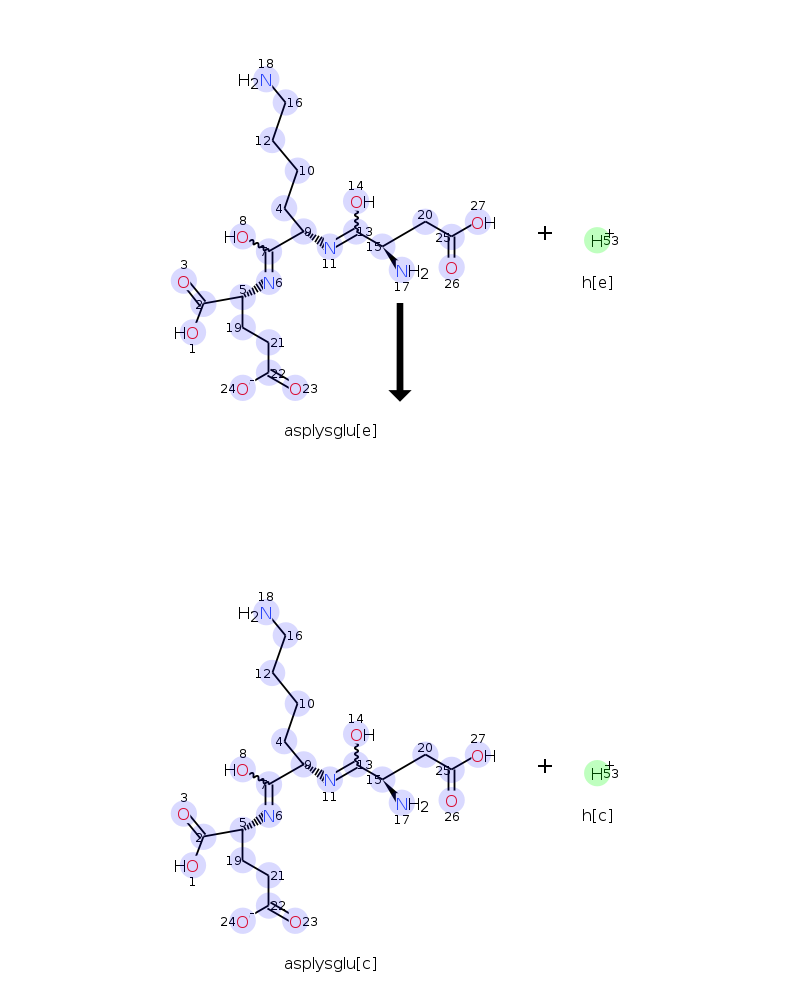 18
H2N
16
12
10
14
4
OH
20
27
8
9
13
25
OH
HO
15
7
N
11
O
26
NH2
17
+
H+
53
h[e]
3
O
5
N6
2
HO
1
19
21
22
24O-
O23
asplysglu[e]
18
H2N
16
12
10
14
4
OH
20
27
8
9
13
25
OH
HO
15
7
N
11
O
26
NH2
17
+
H+
53
h[c]
3
O
5
N6
2
HO
1
19
21
22
24O-
O23
asplysglu[c]